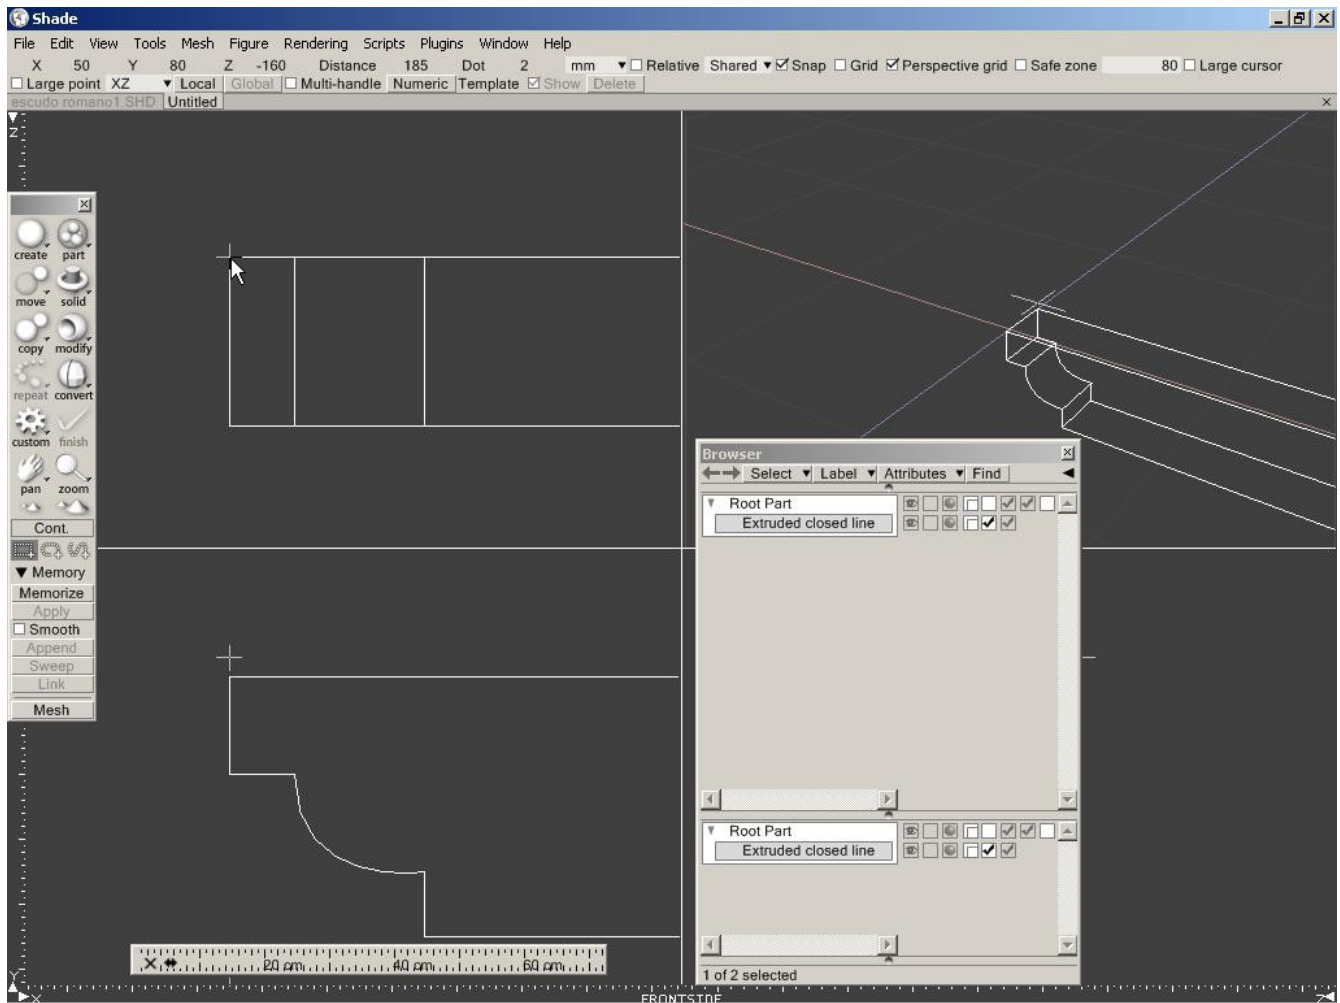 Shade
File Edit View Tools Mesh Figure Rendering Scripts Plugins Window Help
X 50 Y 80 Z -160 Distance 185 Dot 2 mm Relative Shared Snap Grid Perspective grid Safe zone 80 Large cursor
Large point XZ Local Global Multi-handle Numeric Template Show Delete
escudo romano1.SHD Untitled
Z
create part
move solid
copy modify
repeat convert
custom finish
pan zoom
Cont.
Memory
Memorize
Apply
Smooth
Append
Sweep
Link
Mesh
Browser
Select Label Attributes Find
Root Part
Extruded closed line
Root Part
Extruded closed line
1 of 2 selected
20 cm 40 cm 60 cm
Y
X FRONTSIDE Z